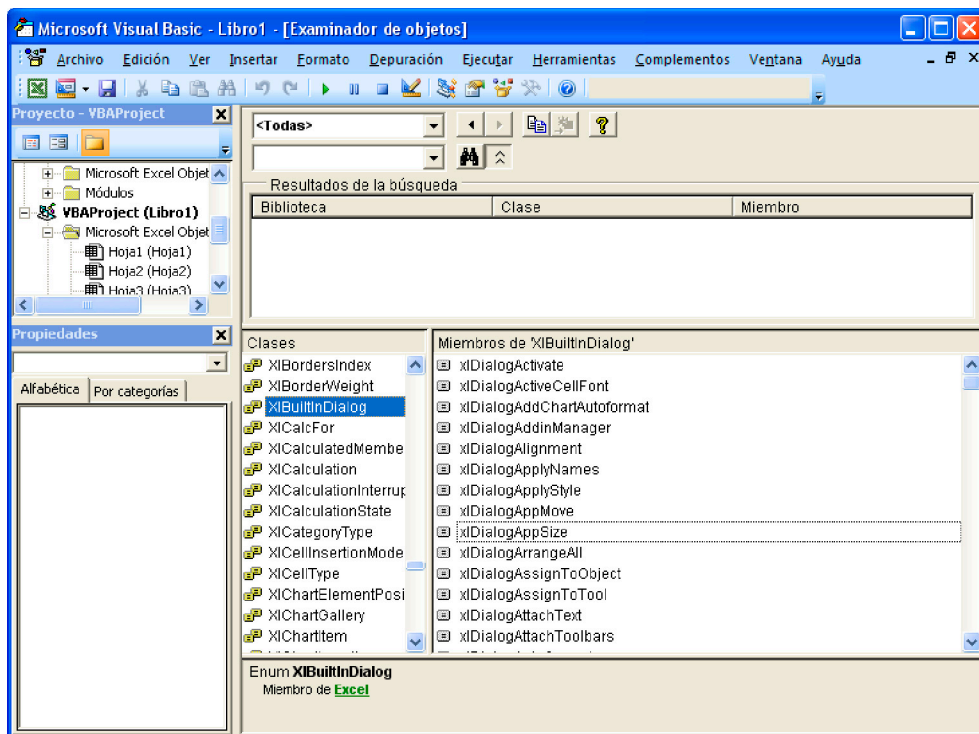 Microsoft Visual Basic - Libro1 - [Examinador de objetos]
Archivo Edición Ver Insertar Formato Depuración Ejecutar Herramientas Complementos Ventana Ayuda
Proyecto - VBAProject
Microsoft Excel Objet
Módulos
VBAProject (Libro1)
Microsoft Excel Objet
Hoja1 (Hoja1)
Hoja2 (Hoja2)
Hoja3 (Hoja3)
Propiedades
Alfabética Por categorías
<Todas>
Resultados de la búsqueda
Biblioteca Clase Miembro
Clases
XlBordersIndex
XlBorderWeight
XlBuiltInDialog
XlCalcFor
XlCalculatedMembe
XlCalculation
XlCalculationInterrup
XlCalculationState
XlCategoryType
XlCellInsertionMode
XlCellType
XlChartElementPosi
XlChartGallery
XlChartItem
Miembros de 'XlBuiltInDialog'
xlDialogActivate
xlDialogActiveCellFont
xlDialogAddChartAutoformat
xlDialogAddinManager
xlDialogAlignment
xlDialogApplyNames
xlDialogApplyStyle
xlDialogAppMove
xlDialogAppSize
xlDialogArrangeAll
xlDialogAssignToObject
xlDialogAssignToTool
xlDialogAttachText
xlDialogAttachToolbars
Enum XlBuiltInDialog
Miembro de Excel